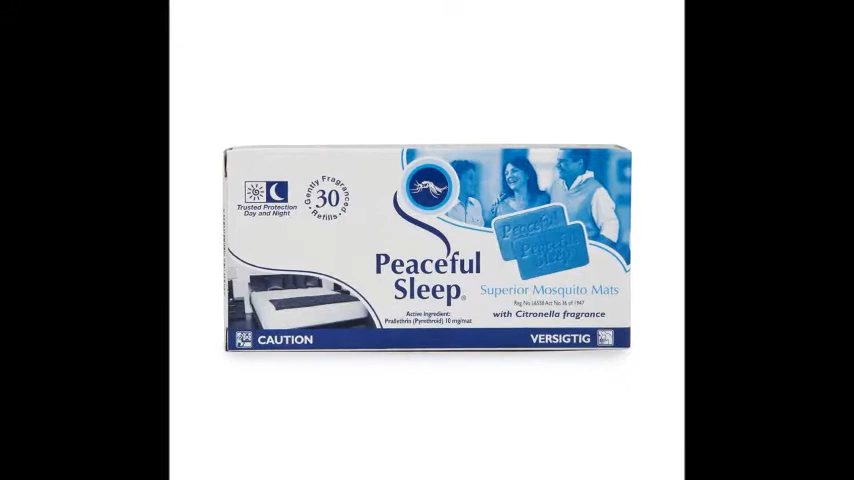 Trusted Protection
Day and Night
Gently Fragranced
30
Refills
Peaceful
Sleep®
Active ingredient:
Prallethrin (Pyrethroid) 10 mg/mat
Peaceful
Peaceful
Sleep
Superior Mosquito Mats
with Citronella fragrance
CAUTION
VERSIGTIG